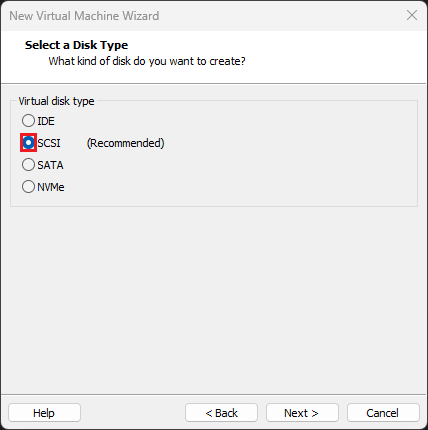 New Virtual Machine Wizard
Select a Disk Type
What kind of disk do you want to create?
Virtual disk type
IDE
SCSI (Recommended)
SATA
NVMe
Help < Back Next > Cancel